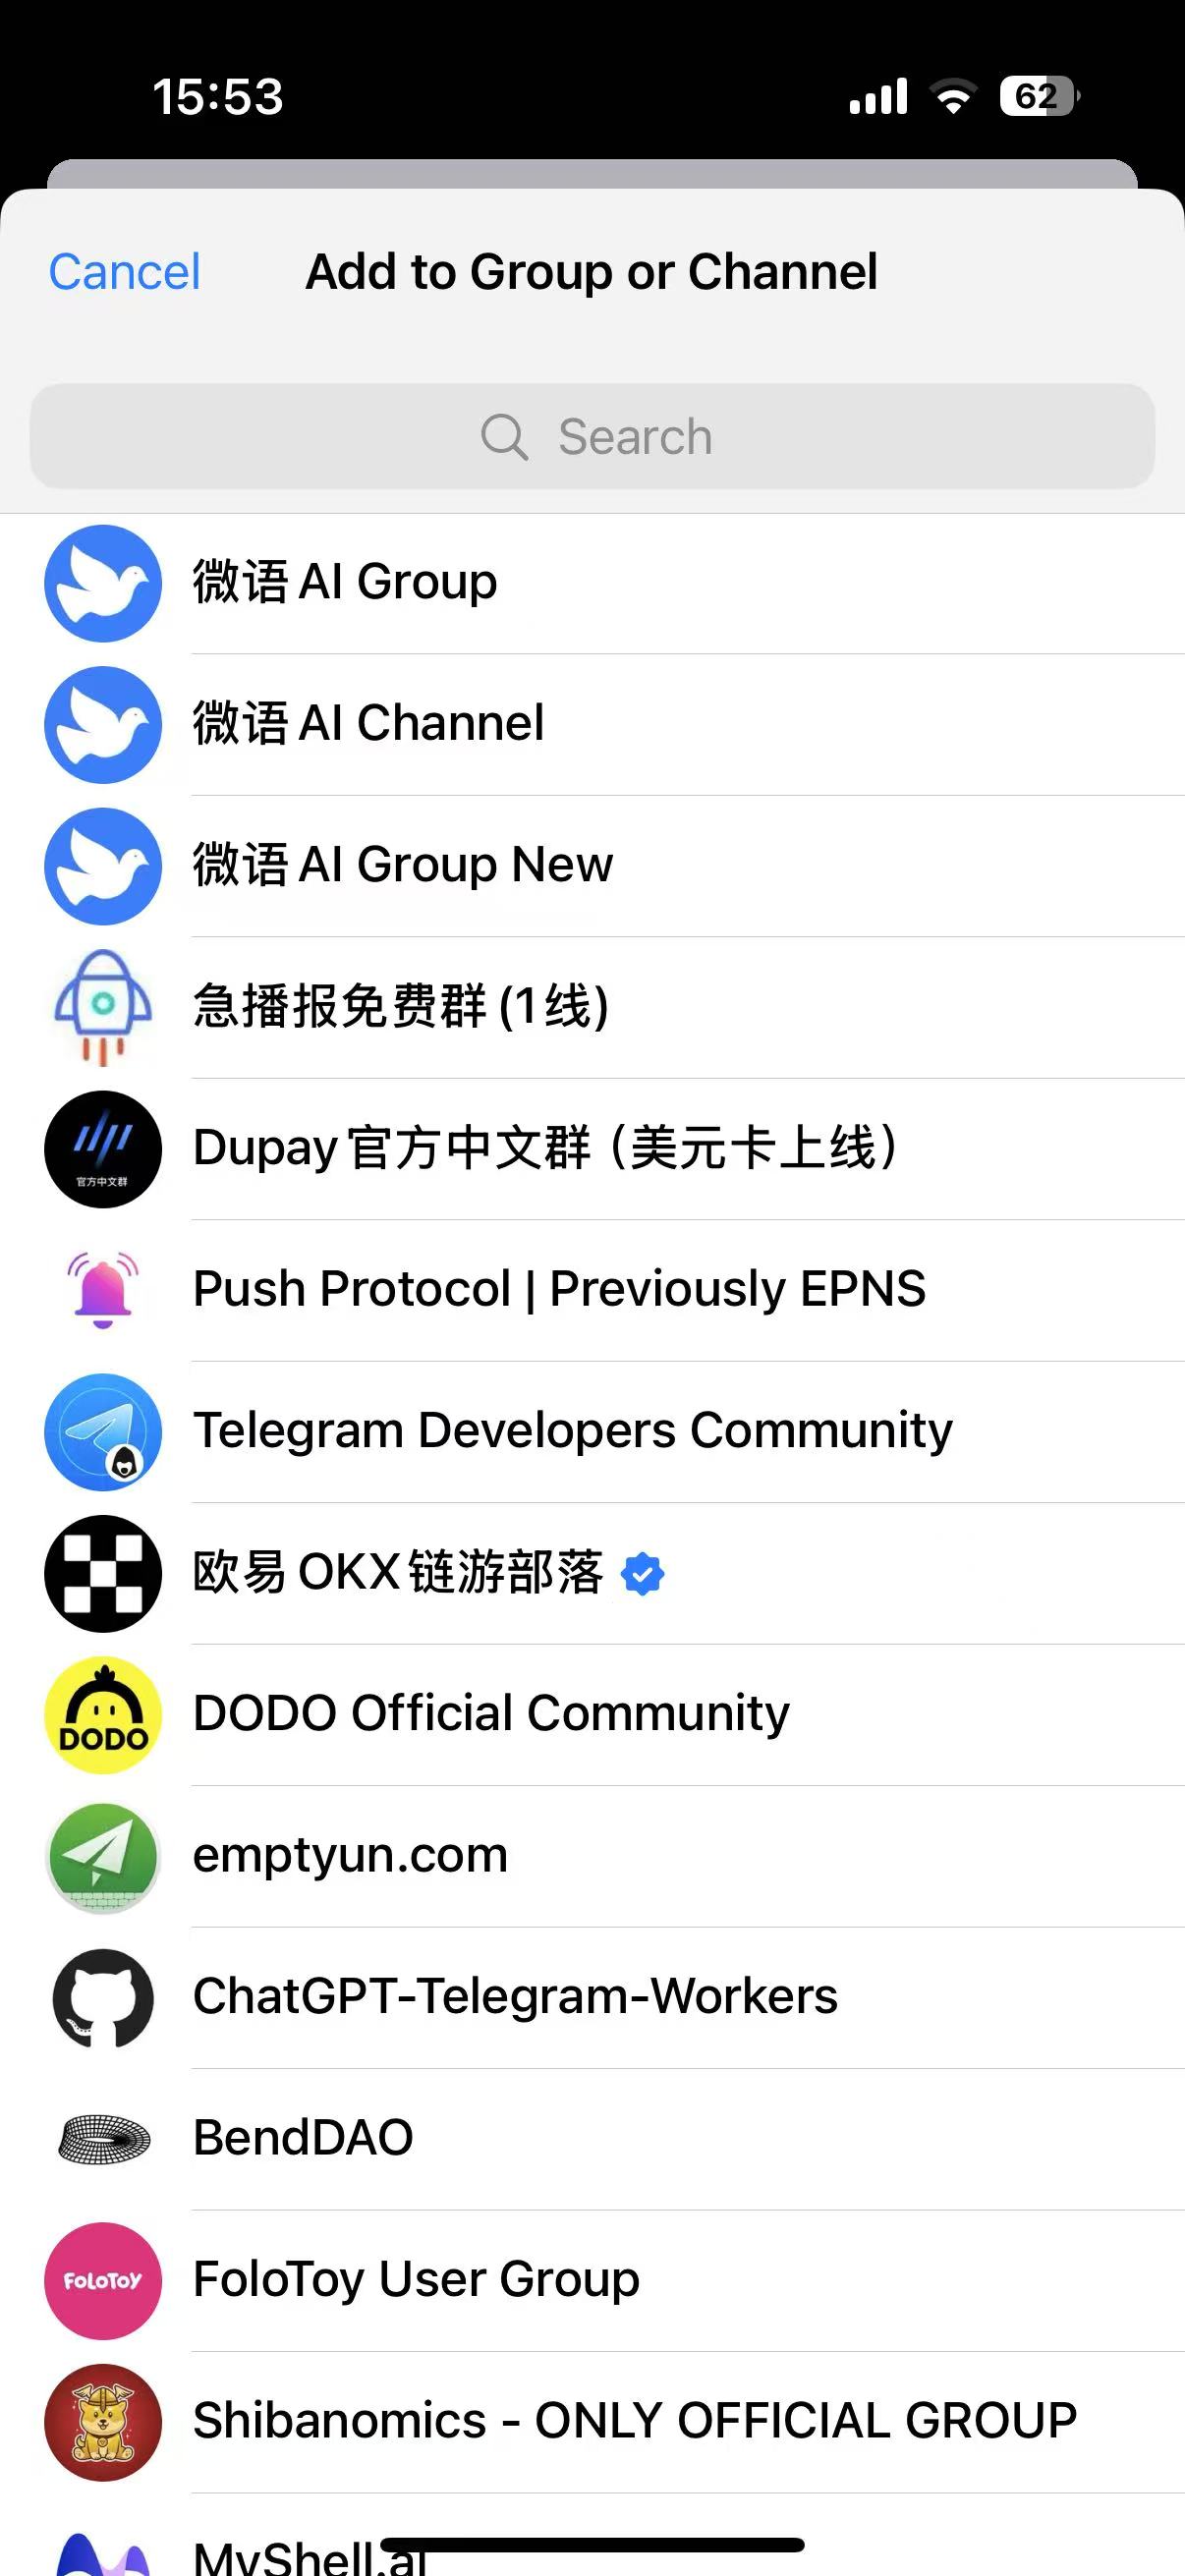 15:53
62
Cancel
Add to Group or Channel
Search
微语 AI Group
微语 AI Channel
微语 AI Group New
急播报免费群 (1线)
官方中文群
Dupay官方中文群（美元卡上线）
Push Protocol | Previously EPNS
Telegram Developers Community
欧易OKX链游部落
DODO
DODO Official Community
emptyun.com
ChatGPT-Telegram-Workers
BendDAO
FOLOTOY
FoloToy User Group
Shibanomics - ONLY OFFICIAL GROUP
MyShell.ai